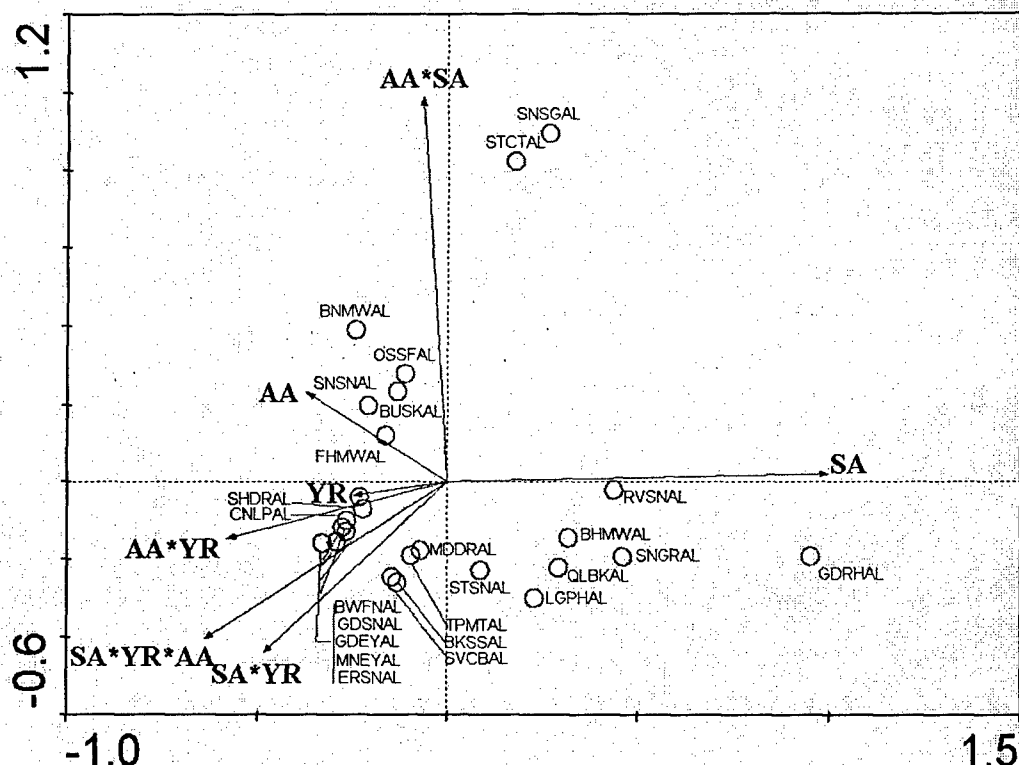 1.2
AA*SA
SNSGAL
STCTAL
BNMWAL
OSSFAL
SNSNAL
AA
BUSKAL
FHMWAL
SA
SHDRAL
YR
RVSNAL
CNLPAL
AA*YR
BHMWAL
MDDRAL
SNGRAL
STSNAL
QLBKAL
GDRHAL
LGPHAL
BWFNAL
GDSNAL
TPMTAL
GDEYAL
BKSSAL
SA*YR*AA
MNEYAL
SVCBAL
SA*YR
ERSNAL
-0.6
-1.0
1.5